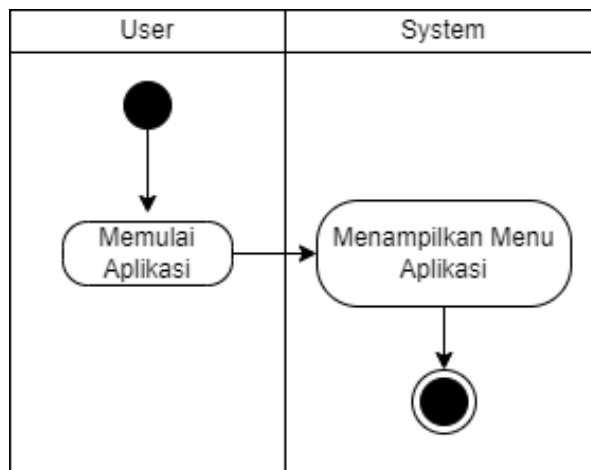 User
System
Memulai
Aplikasi
Menampilkan Menu
Aplikasi